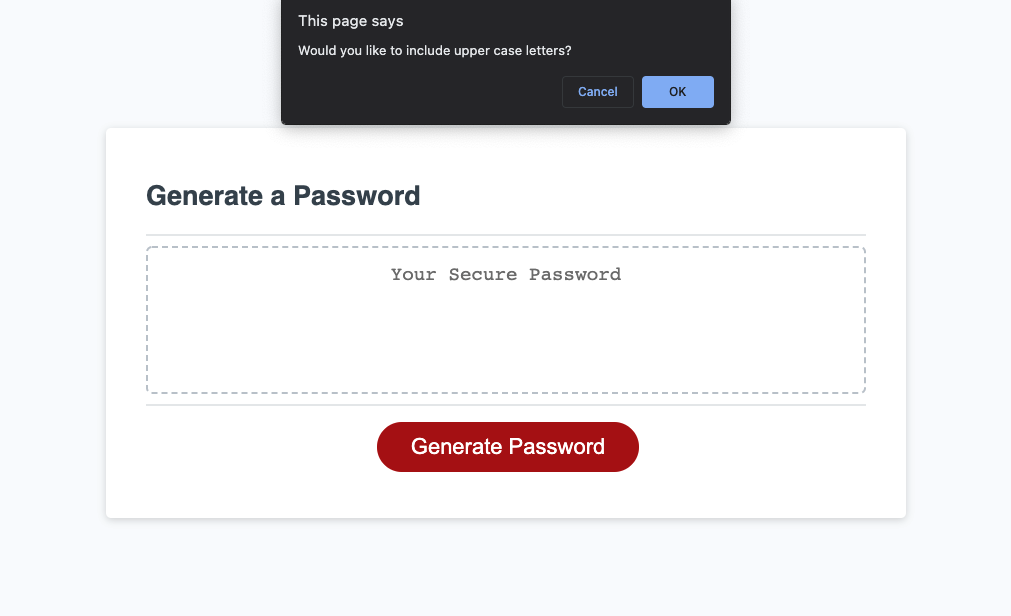 This page says
Would you like to include upper case letters?
Cancel
OK
Generate a Password
Your Secure Password
Generate Password